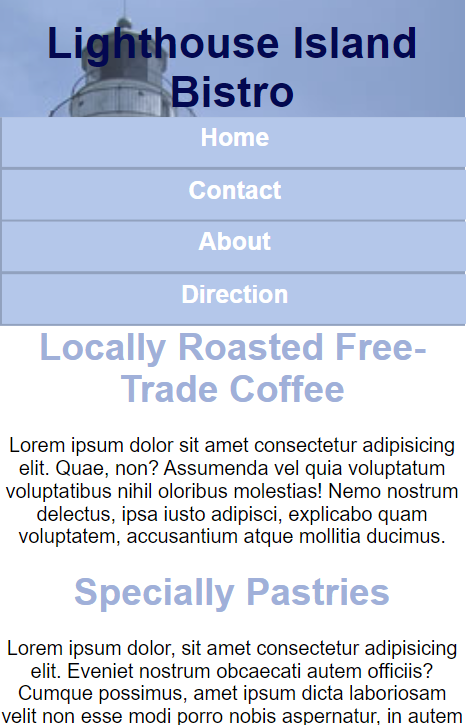 Lighthouse Island
Bistro
Home
Contact
About
Direction
Locally Roasted Free-
Trade Coffee
Lorem ipsum dolor sit amet consectetur adipisicing
elit. Quae, non? Assumenda vel quia voluptatum
voluptatibus nihil oloribus molestias! Nemo nostrum
delectus, ipsa iusto adipisci, explicabo quam
voluptatem, accusantium atque mollitia ducimus.
Specially Pastries
Lorem ipsum dolor, sit amet consectetur adipisicing
elit. Eveniet nostrum obcaecati autem officiis?
Cumque possimus, amet ipsum dicta laboriosam
velit non esse modi porro nobis aspernatur, in autem